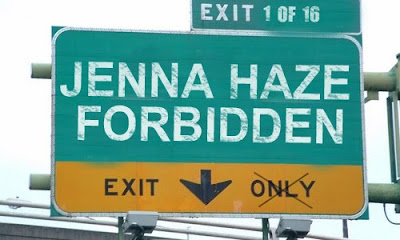 EXIT 1 OF 16
JENNA HAZE
FORBIDDEN
EXIT ONLY